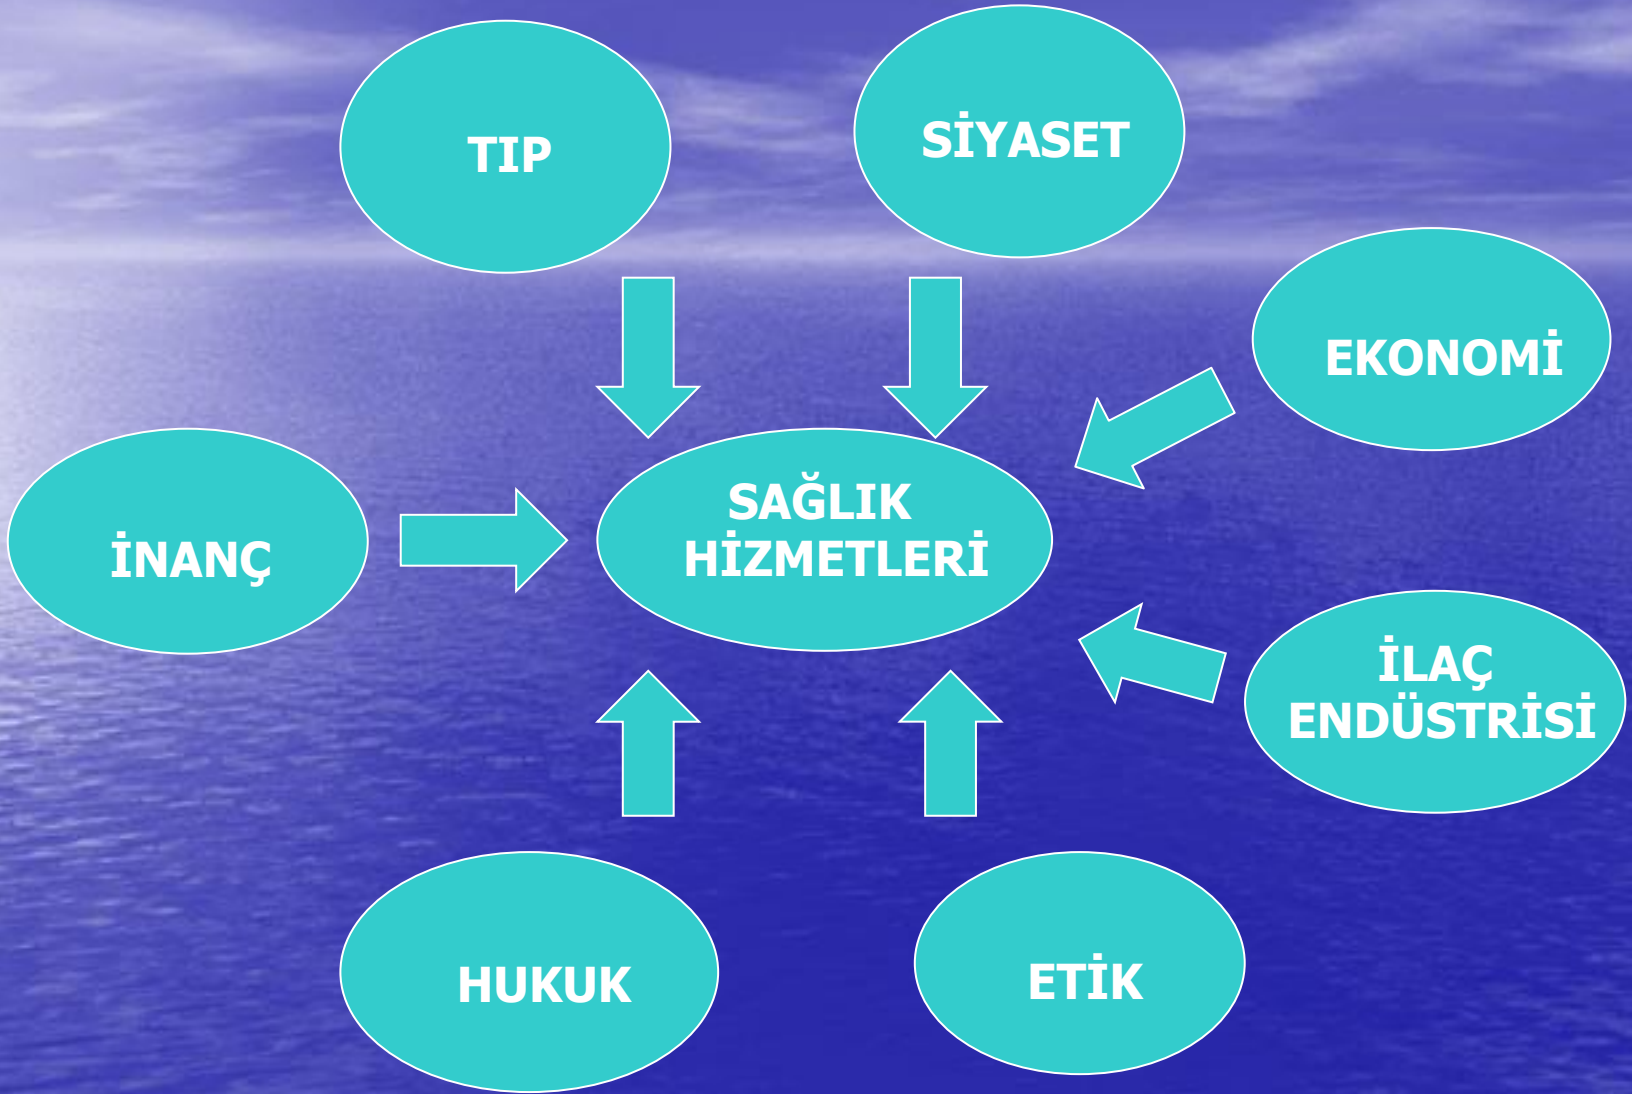 TIP
SİYASET
EKONOMİ
İNANÇ
SAĞLIK
HİZMETLERİ
İLAÇ
ENDÜSTRİSİ
HUKUK
ETİK